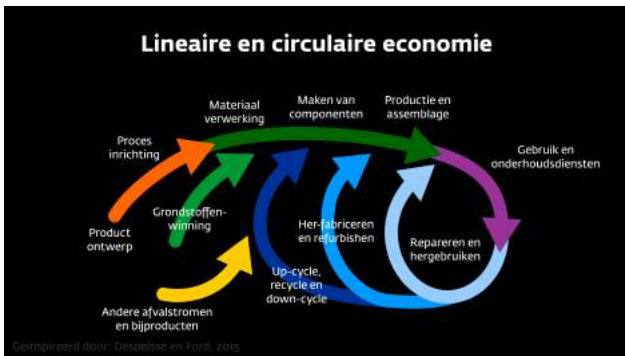 Lineaire en circulaire economie
Materiaal
verwerking
Maken van
componenten
Productie en
assemblage
Proces
inrichting
Gebruik en
onderhoudsdiensten
Product
ontwerp
Grondstoffen-
winning
Her-fabriceren
en refurbishen
Repareren en
hergebruiken
Up-cycle,
recycle en
down-cycle
Andere afvalstromen
en bijproducten
Geïnspireerd door: Despeisse en Ford, 2015